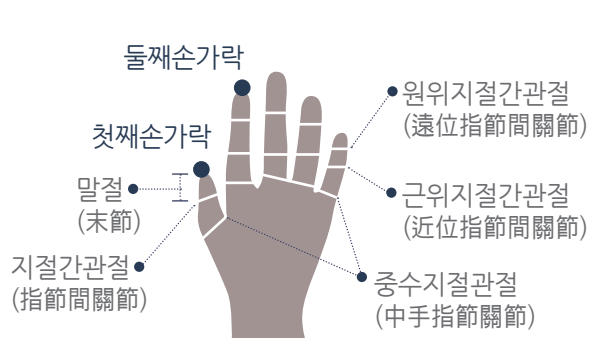 둘째손가락
첫째손가락
말절
(末節)
지절간관절
(指節間關節)
원위지절간관절
(遠位指節間關節)
근위지절간관절
(近位指節間關節)
중수지절관절
(中手指節關節)